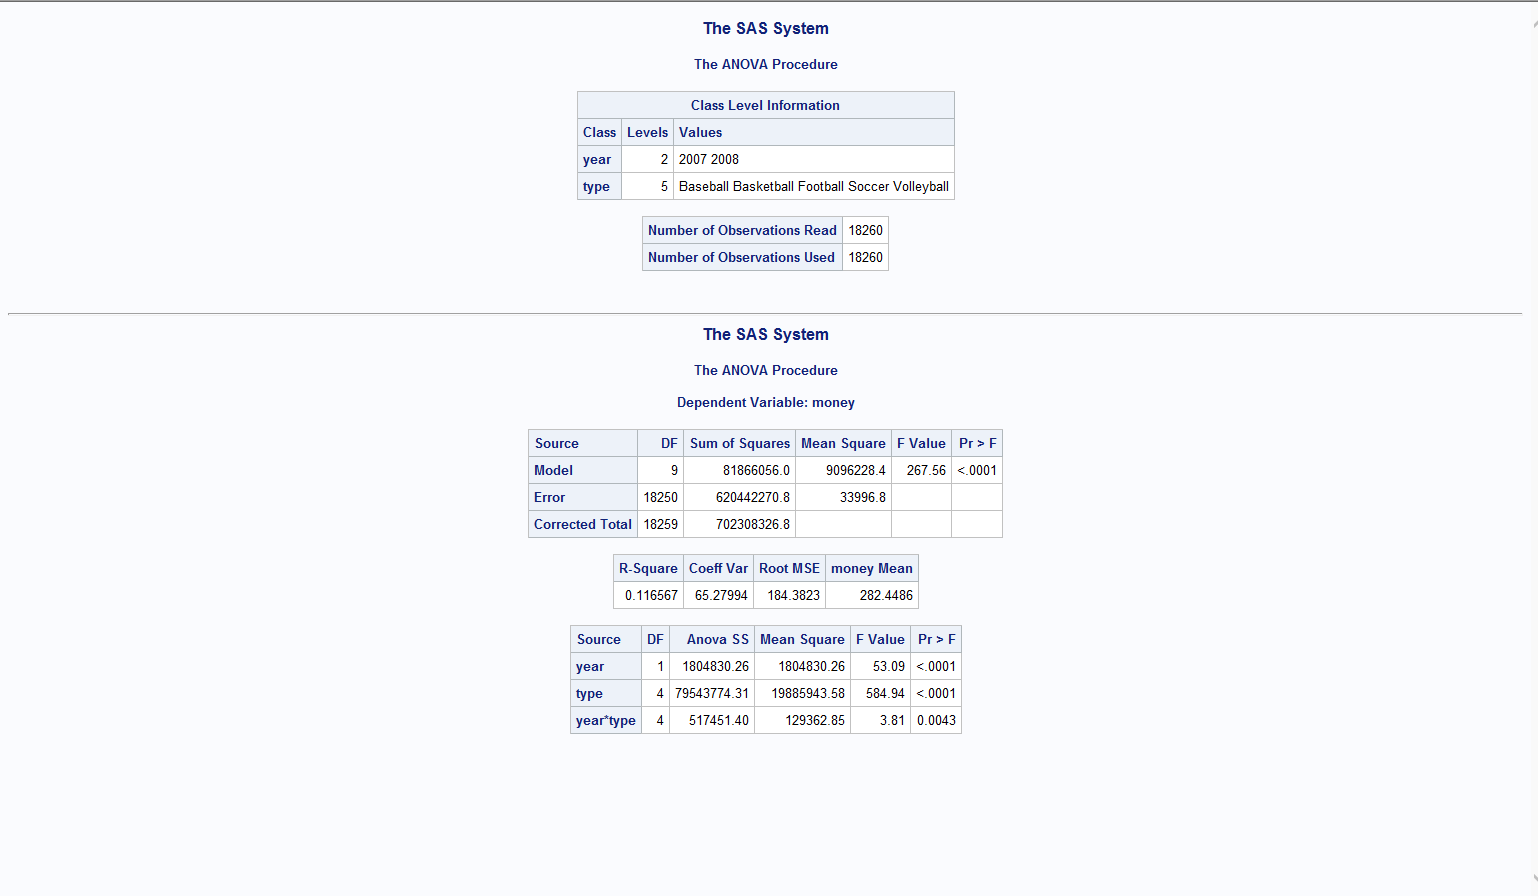 The SAS System
The ANOVA Procedure
Class Level Information
Class Levels Values
year 2 2007 2008
type 5 Baseball Basketball Football Soccer Volleyball
Number of Observations Read 18260
Number of Observations Used 18260
The SAS System
The ANOVA Procedure
Dependent Variable: money
Source DF Sum of Squares Mean Square F Value Pr > F
Model 9 81866056.0 9096228.4 267.56 <.0001
Error 18250 620442270.8 33996.8
Corrected Total 18259 702308326.8
R-Square Coeff Var Root MSE money Mean
0.116567 65.27994 184.3823 282.4486
Source DF Anova SS Mean Square F Value Pr > F
year 1 1804830.26 1804830.26 53.09 <.0001
type 4 79543774.31 19885943.58 584.94 <.0001
year*type 4 517451.40 129362.85 3.81 0.0043